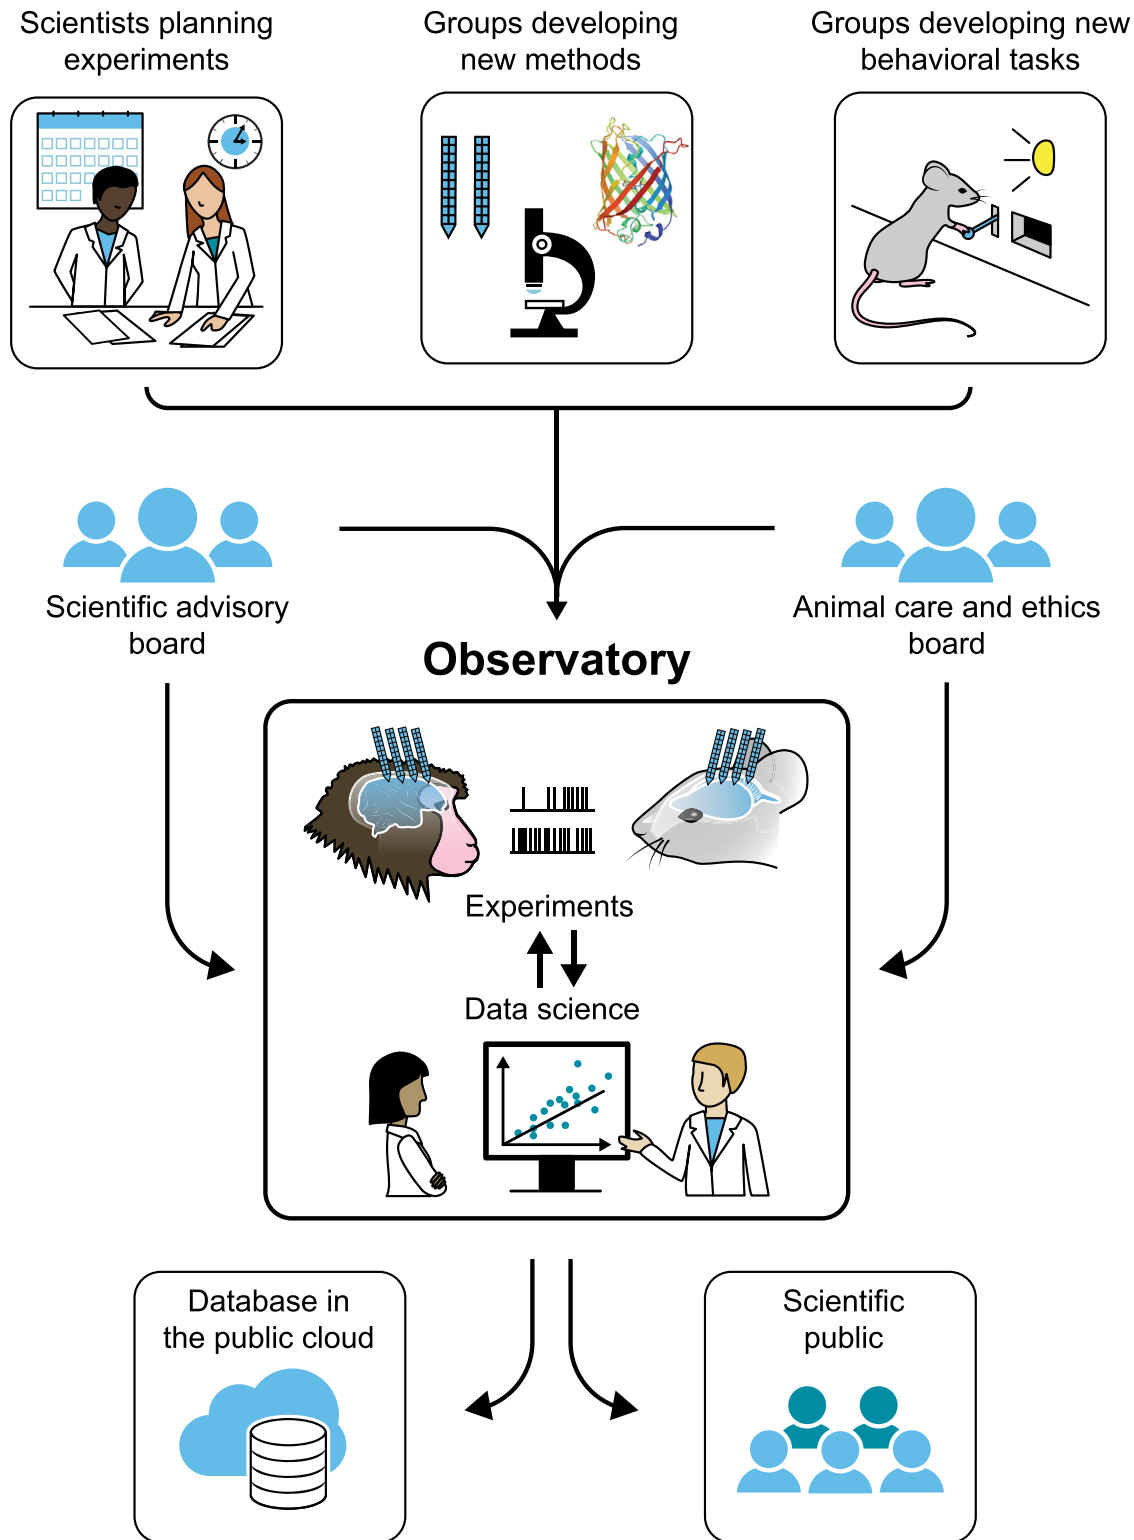 Scientists planning
experiments
Groups developing
new methods
Groups developing new
behavioral tasks
Scientific advisory
board
Animal care and ethics
board
Observatory
Experiments
Data science
Database in
the public cloud
Scientific
public